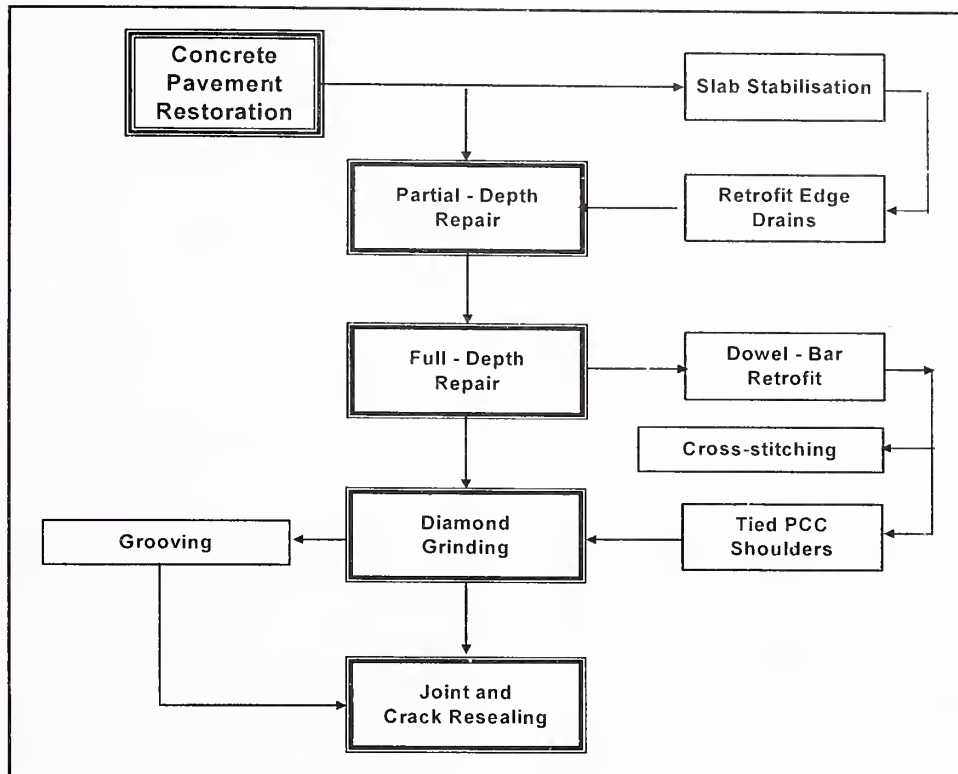 Concrete
Pavement
Restoration
Slab Stabilisation
Partial - Depth
Repair
Retrofit Edge
Drains
Full - Depth
Repair
Dowel - Bar
Retrofit
Cross-stitching
Diamond
Grinding
Tied PCC
Shoulders
Grooving
Joint and
Crack Resealing